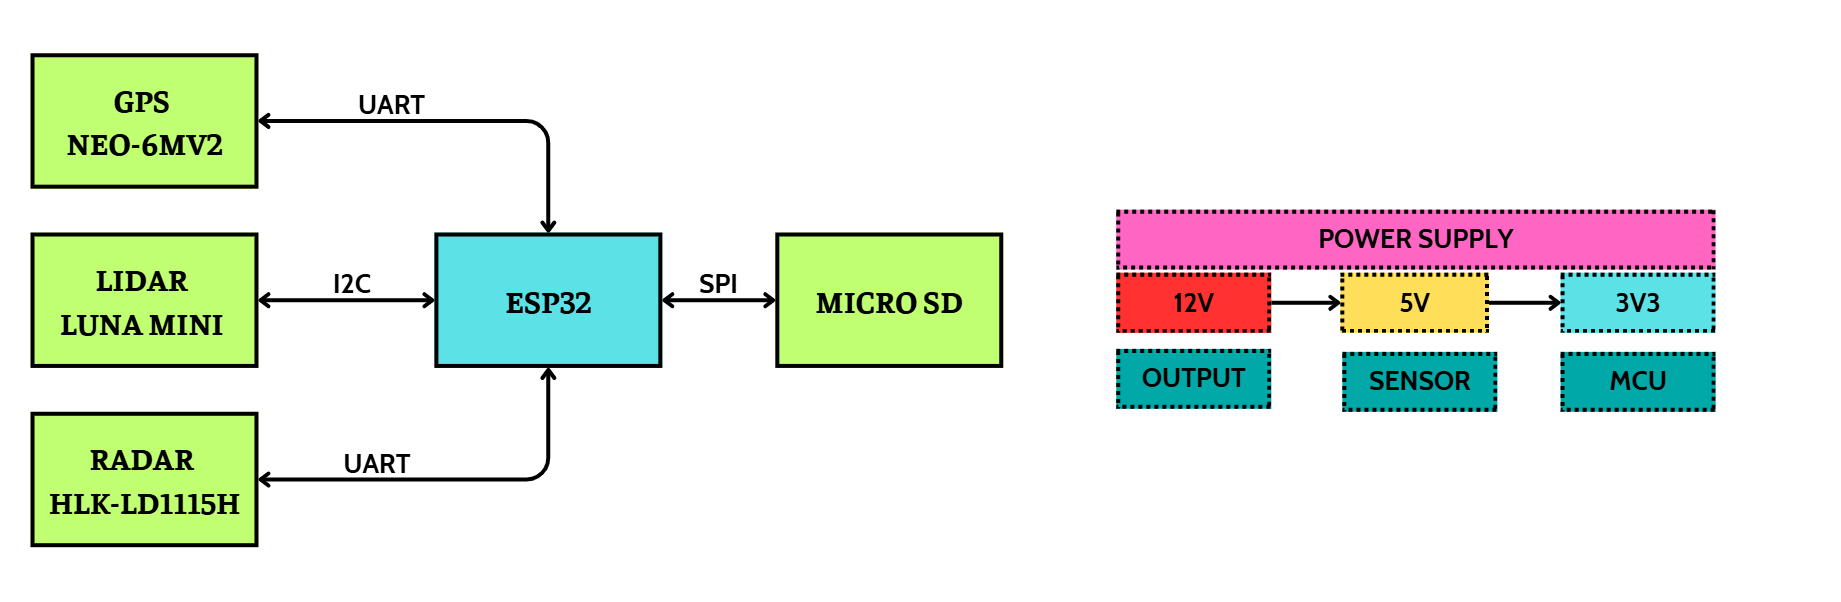 GPS
NEO-6MV2
UART
LIDAR
LUNA MINI
I2C
ESP32
SPI
MICRO SD
RADAR
HLK-LD1115H
UART
POWER SUPPLY
12V
5V
3V3
OUTPUT
SENSOR
MCU